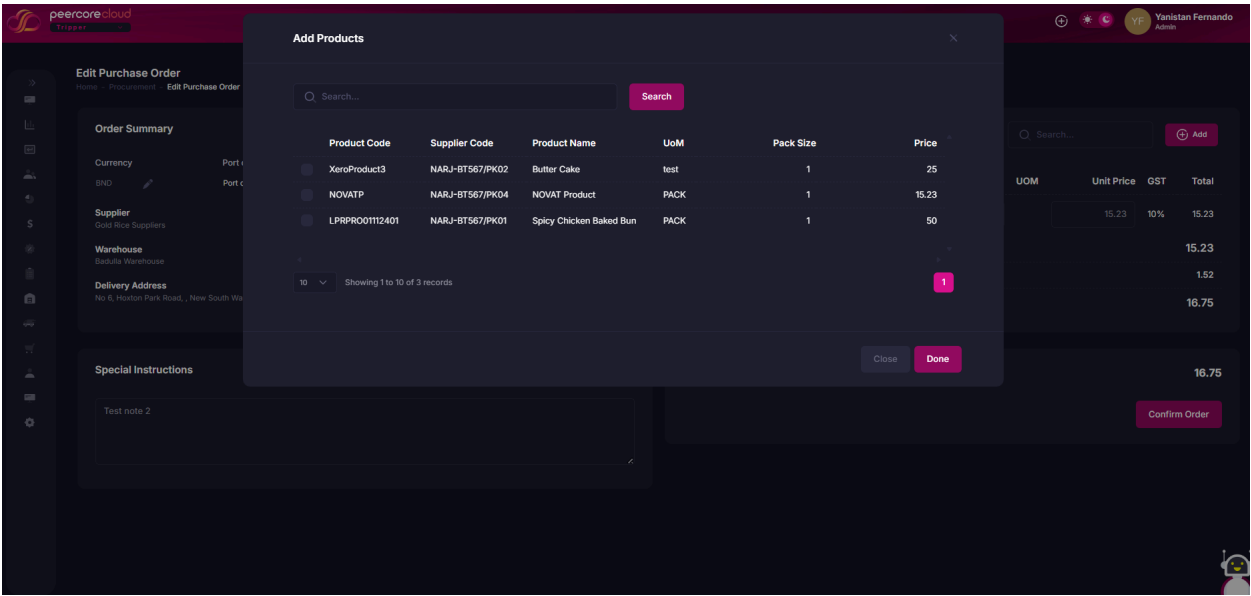 peercorecloud
Tripper
YF
Yanistan Fernando
Admin
Edit Purchase Order
Home - Procurement - Edit Purchase Order
Order Summary
Currency
Port
BND
Port
Supplier
Gold Rice Suppliers
Warehouse
Badulla Warehouse
Delivery Address
No 6, Hoxton Park Road, , New South Wa
Special Instructions
Test note 2
Add Products
Search...
Search
Product Code Supplier Code Product Name UoM Pack Size Price
XeroProduct3 NARJ-BT567/PK02 Butter Cake test 1 25
NOVATP NARJ-BT567/PK04 NOVAT Product PACK 1 15.23
LPRPRO01112401 NARJ-BT567/PK01 Spicy Chicken Baked Bun PACK 1 50
10 Showing 1 to 10 of 3 records
1
Close
Done
Search...
Add
UOM Unit Price GST Total
15.23 10% 15.23
15.23
1.52
16.75
16.75
Confirm Order